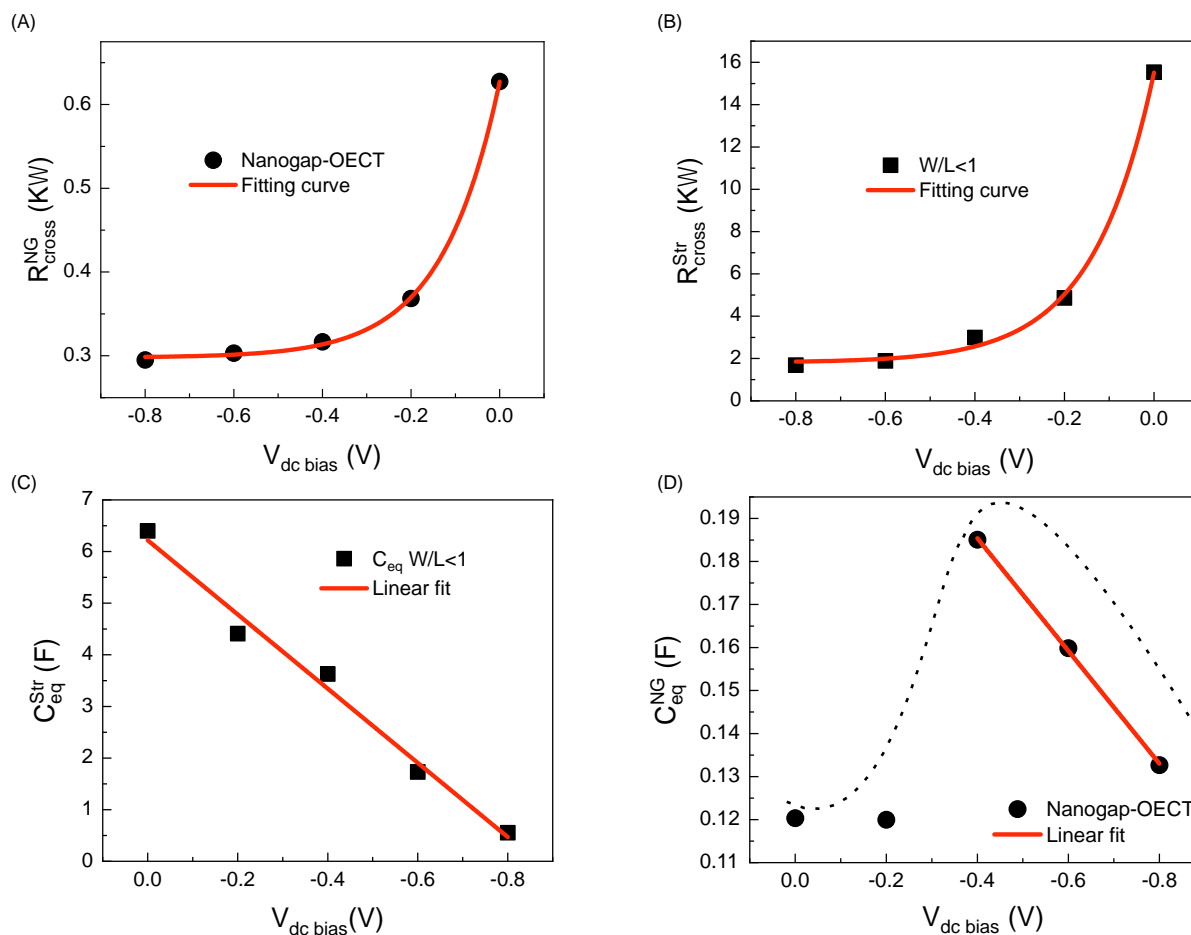 (A)
0.6
0.5
0.4
0.3
R^NG_cross (KW)
Nanogap-OECT
Fitting curve
-0.8 -0.6 -0.4 -0.2 0.0
V_dc bias (V)
(B)
16
14
12
10
8
6
4
2
0
R^Str_cross (KW)
W/L<1
Fitting curve
-0.8 -0.6 -0.4 -0.2 0.0
V_dc bias (V)
(C)
7
6
5
4
3
2
1
0
C^Str_eq (F)
C_eq W/L<1
Linear fit
0.0 -0.2 -0.4 -0.6 -0.8
V_dc bias (V)
(D)
0.19
0.18
0.17
0.16
0.15
0.14
0.13
0.12
0.11
C^NG_eq (F)
Nanogap-OECT
Linear fit
0.0 -0.2 -0.4 -0.6 -0.8
V_dc bias (V)